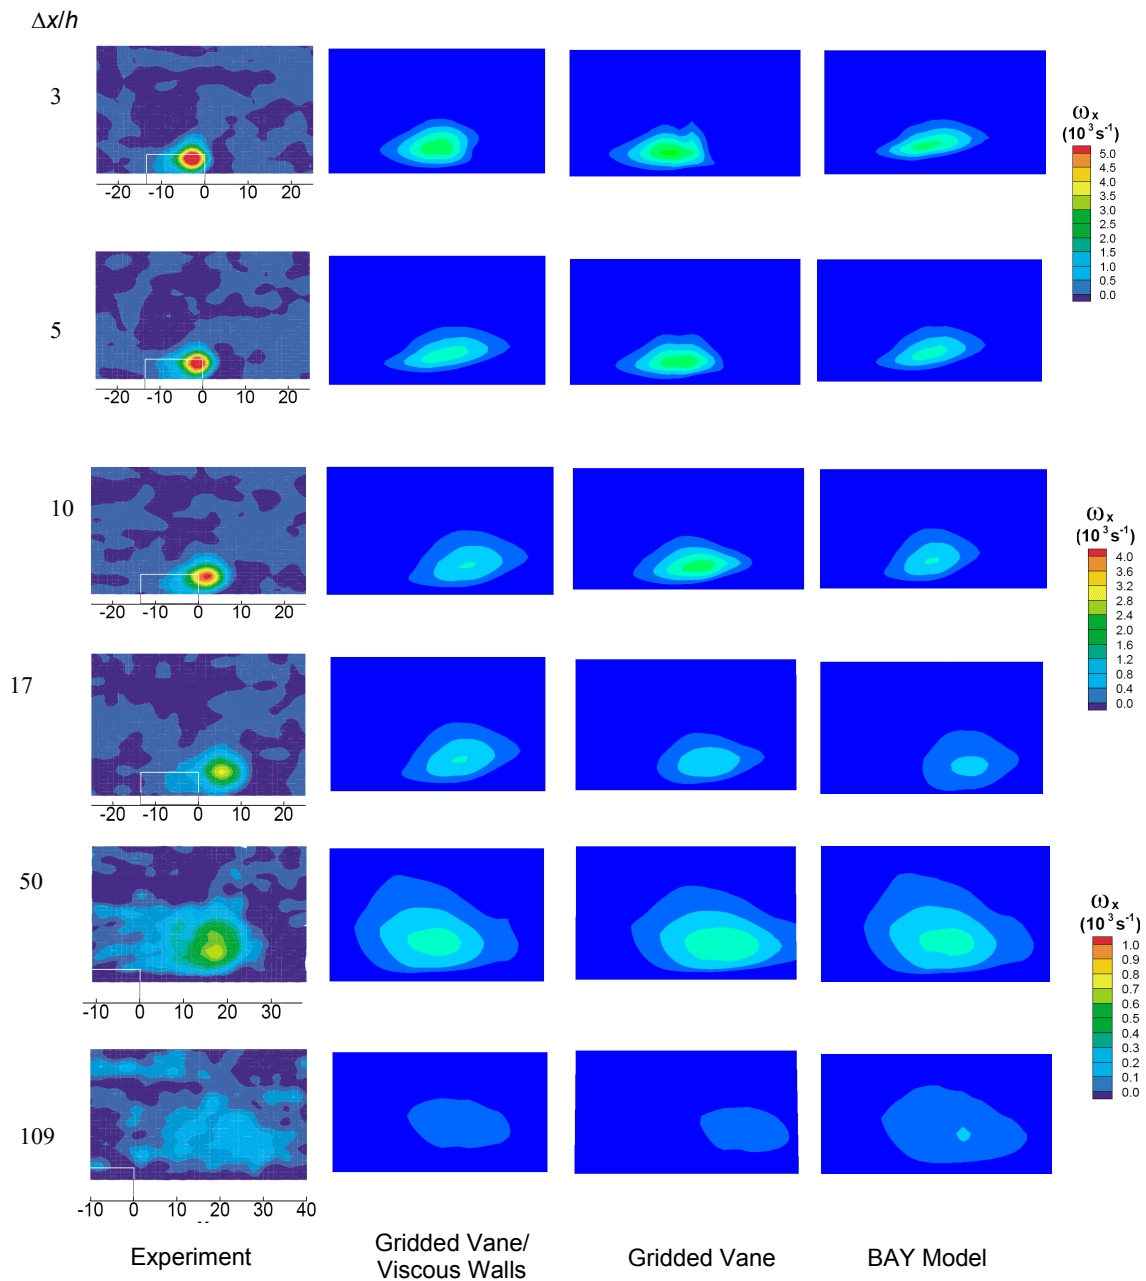 Δx/h
3
-20 -10 0 10 20
ωx
(10³s⁻¹)
5.0
4.5
4.0
3.5
3.0
2.5
2.0
1.5
1.0
0.5
0.0
5
-20 -10 0 10 20
10
-20 -10 0 10 20
ωx
(10³s⁻¹)
4.0
3.6
3.2
2.8
2.4
2.0
1.6
1.2
0.8
0.4
0.0
17
-20 -10 0 10 20
50
-10 0 10 20 30
ωx
(10³s⁻¹)
1.0
0.9
0.8
0.7
0.6
0.5
0.4
0.3
0.2
0.1
0.0
109
-10 0 10 20 30 40
Experiment
Gridded Vane/
Viscous Walls
Gridded Vane
BAY Model